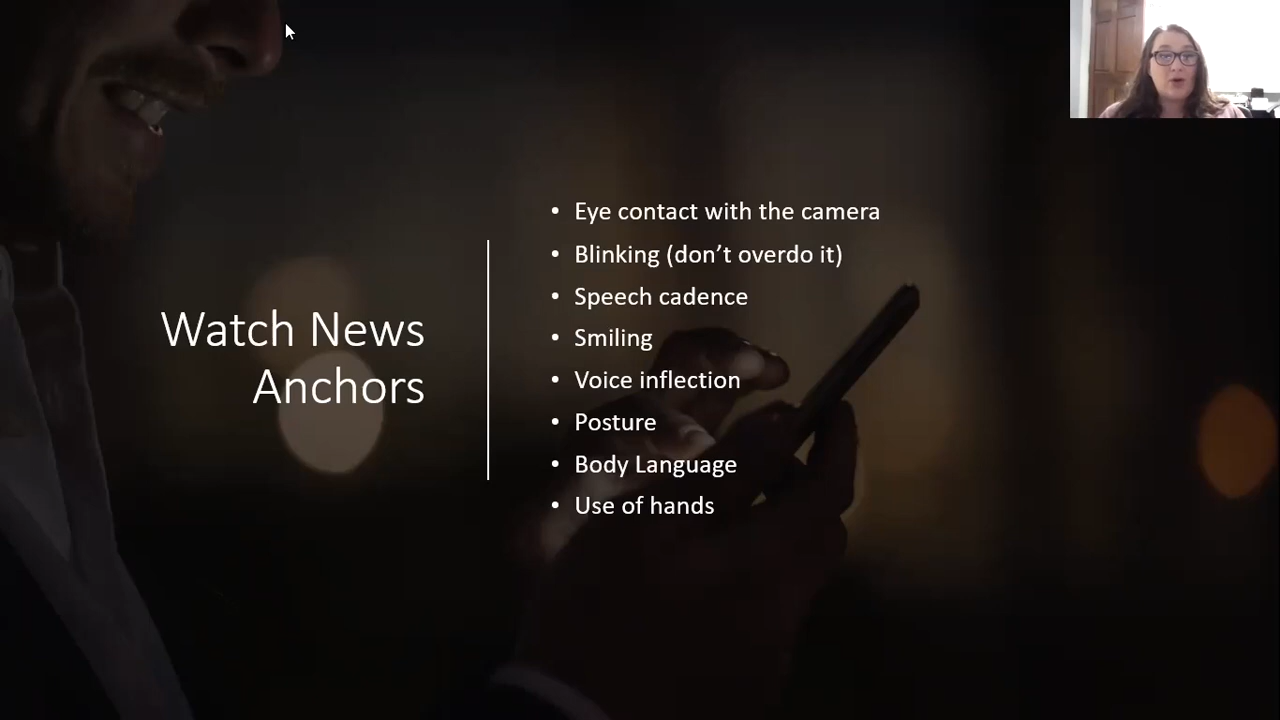 Watch News
Anchors
• Eye contact with the camera
• Blinking (don’t overdo it)
• Speech cadence
• Smiling
• Voice inflection
• Posture
• Body Language
• Use of hands